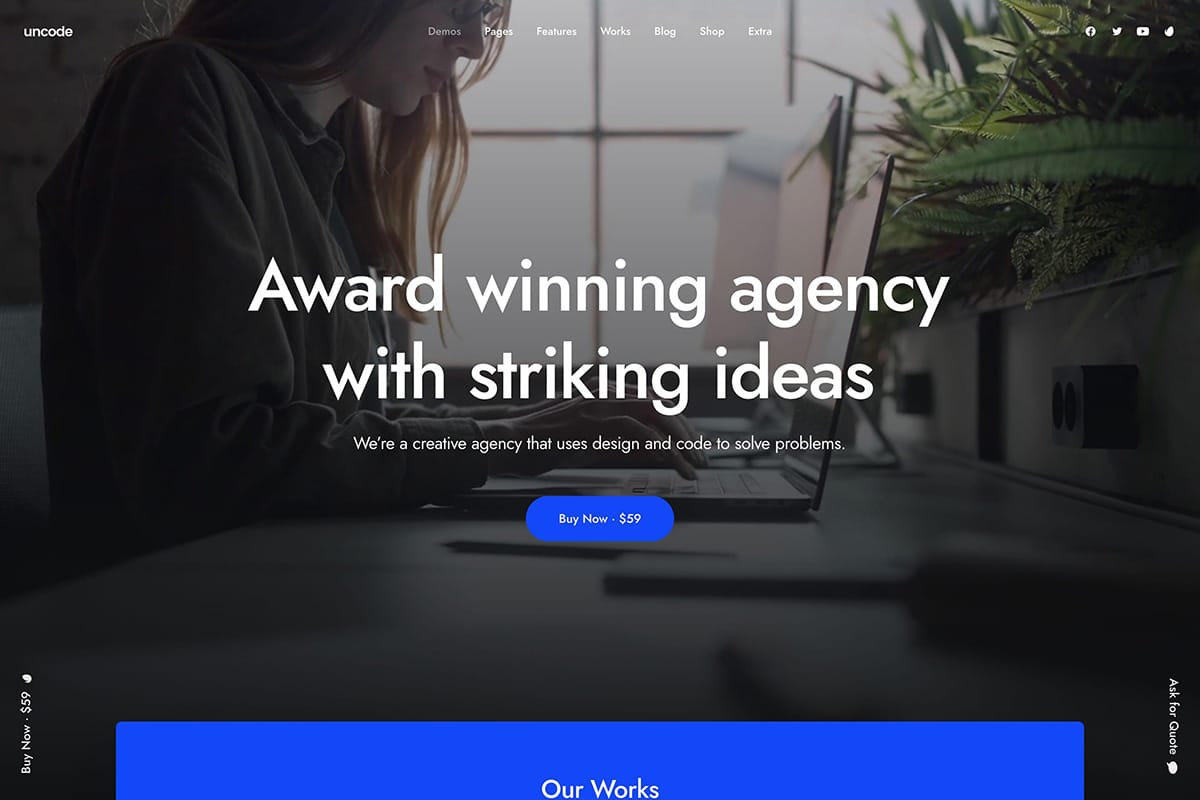 uncode
Demos Pages Features Works Blog Shop Extra
Award winning agency
with striking ideas
We're a creative agency that uses design and code to solve problems.
Buy Now · $59
Buy Now · $59
Ask for Quote
Our Works